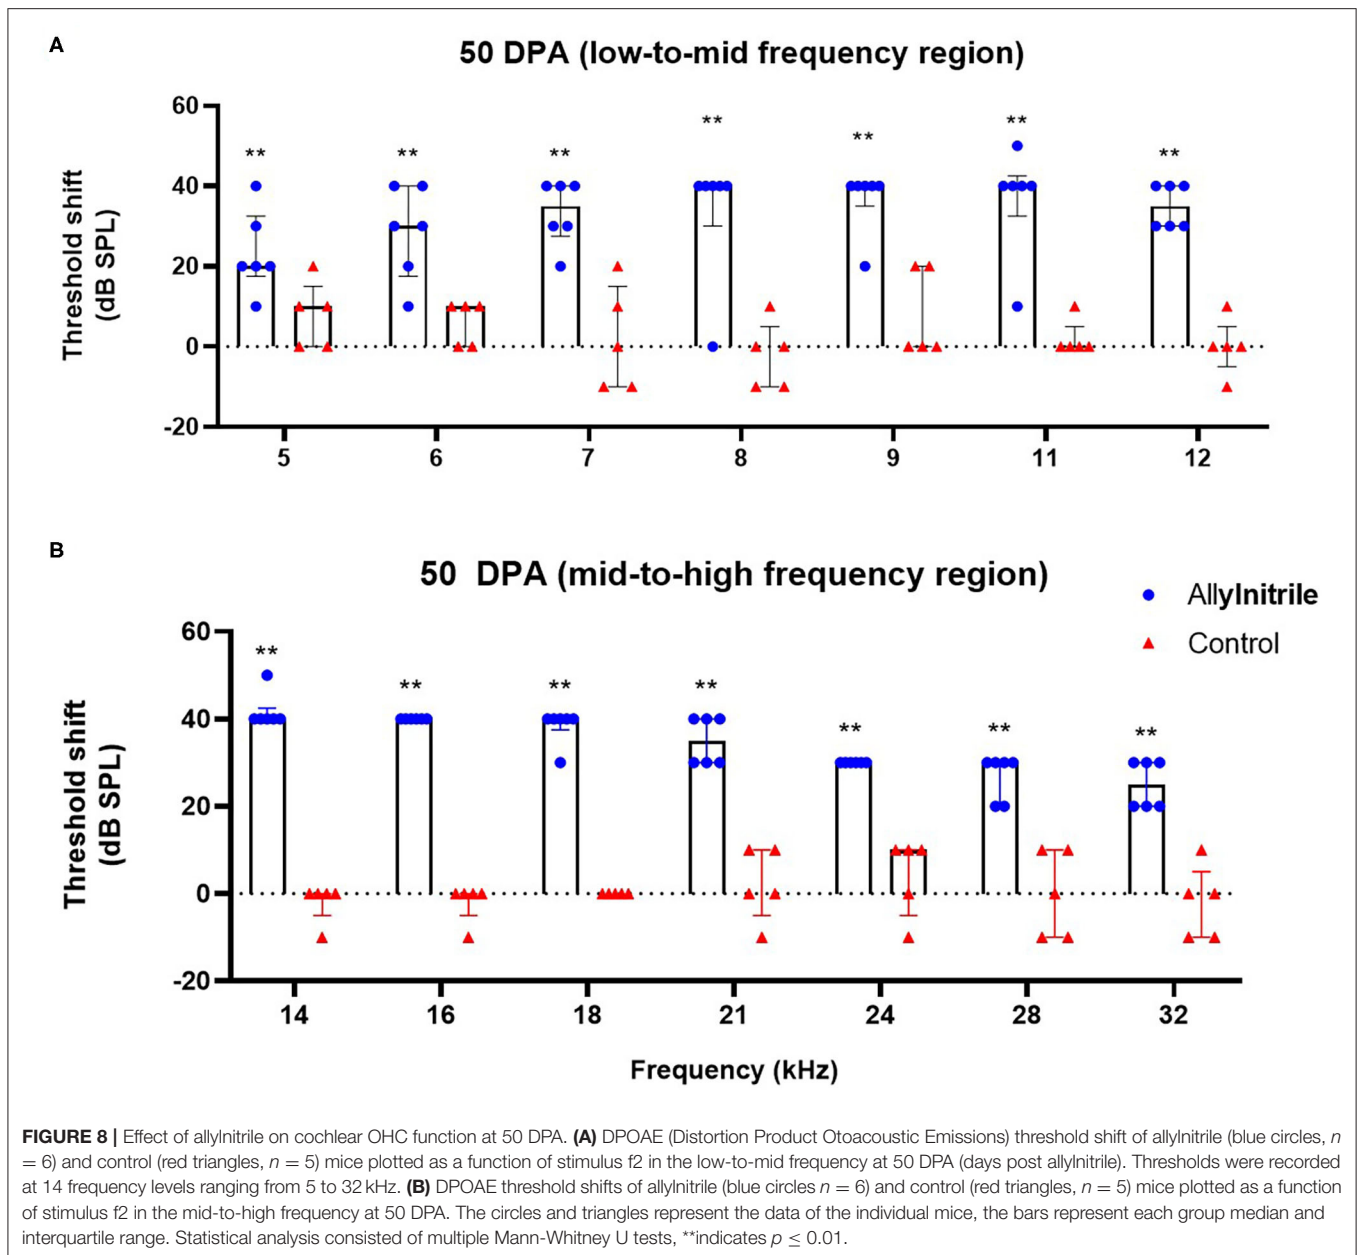 A
50 DPA (low-to-mid frequency region)
Threshold shift
(dB SPL)
60
40
20
0
-20
** ** ** ** ** ** **
5 6 7 8 9 11 12
B
50 DPA (mid-to-high frequency region)
Allylnitrile
Control
Threshold shift
(dB SPL)
60
40
20
0
-20
** ** ** ** ** ** **
14 16 18 21 24 28 32
Frequency (kHz)
FIGURE 8 | Effect of allylnitrile on cochlear OHC function at 50 DPA. (A) DPOAE (Distortion Product Otoacoustic Emissions) threshold shift of allylnitrile (blue circles, n
= 6) and control (red triangles, n = 5) mice plotted as a function of stimulus f2 in the low-to-mid frequency at 50 DPA (days post allylnitrile). Thresholds were recorded
at 14 frequency levels ranging from 5 to 32 kHz. (B) DPOAE threshold shifts of allylnitrile (blue circles n = 6) and control (red triangles, n = 5) mice plotted as a function
of stimulus f2 in the mid-to-high frequency at 50 DPA. The circles and triangles represent the data of the individual mice, the bars represent each group median and
interquartile range. Statistical analysis consisted of multiple Mann-Whitney U tests, **indicates p ≤ 0.01.